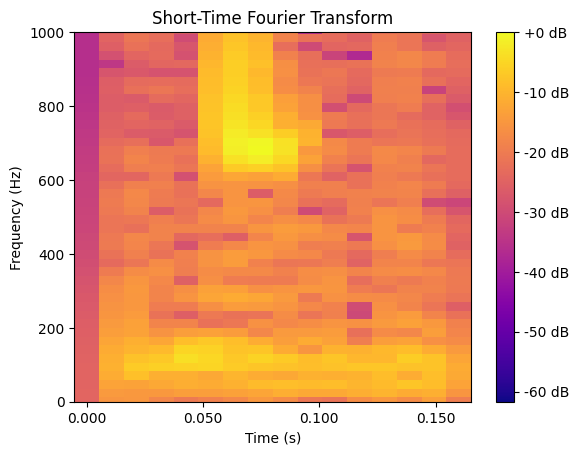 Short-Time Fourier Transform
1000
800
600
400
200
0
Frequency (Hz)
0.000
0.050
0.100
0.150
Time (s)
+0 dB
-10 dB
-20 dB
-30 dB
-40 dB
-50 dB
-60 dB